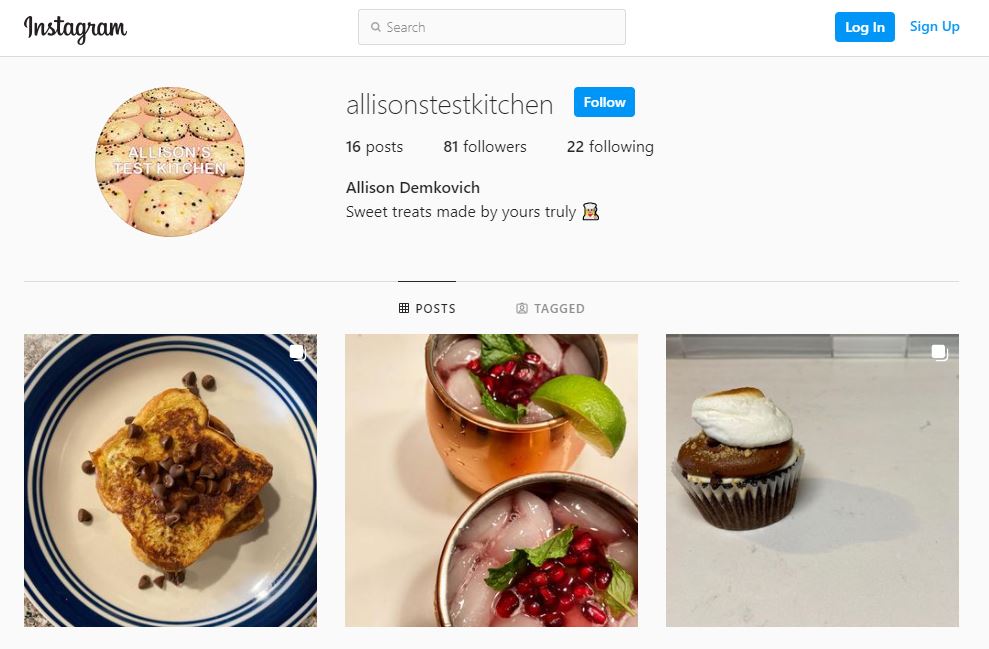 Instagram
Search
Log In
Sign Up
allisonstestkitchen
Follow
16 posts
81 followers
22 following
ALLISON'S
TEST KITCHEN
Allison Demkovich
Sweet treats made by yours truly
POSTS
TAGGED